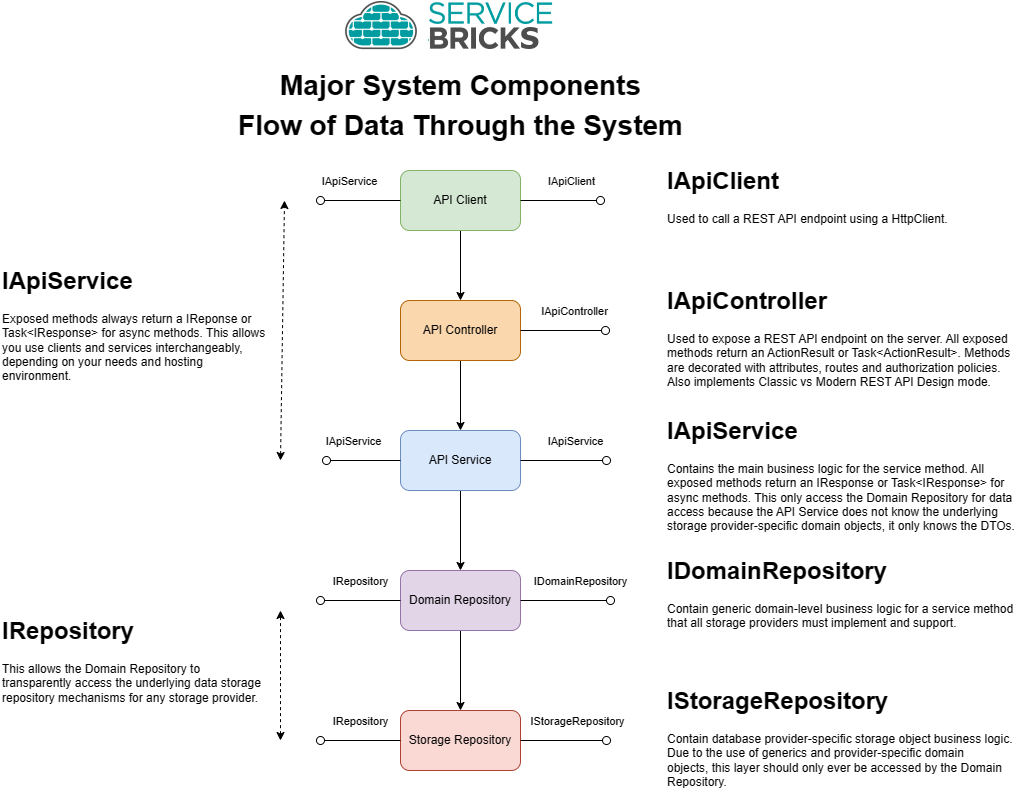 SERVICE
BRICKS
Major System Components
Flow of Data Through the System
IApiService
API Client
IApiClient
IApiClient
Used to call a REST API endpoint using a HttpClient.
IApiService
Exposed methods always return a IReponse or
Task<IResponse> for async methods. This allows
you use clients and services interchangeably,
depending on your needs and hosting
environment.
API Controller
IApiController
IApiController
Used to expose a REST API endpoint on the server. All exposed
methods return an ActionResult or Task<ActionResult>. Methods
are decorated with attributes, routes and authorization policies.
Also implements Classic vs Modern REST API Design mode.
IApiService
API Service
IApiService
IApiService
Contains the main business logic for the service method. All
exposed methods return an IResponse or Task<IResponse> for
async methods. This only access the Domain Repository for data
access because the API Service does not know the underlying
storage provider-specific domain objects, it only knows the DTOs.
IRepository
Domain Repository
IDomainRepository
IDomainRepository
Contain generic domain-level business logic for a service method
that all storage providers must implement and support.
IRepository
This allows the Domain Repository to
transparently access the underlying data storage
repository mechanisms for any storage provider.
IRepository
Storage Repository
IStorageRepository
IStorageRepository
Contain database provider-specific storage object business logic.
Due to the use of generics and provider-specific domain
objects, this layer should only ever be accessed by the Domain
Repository.